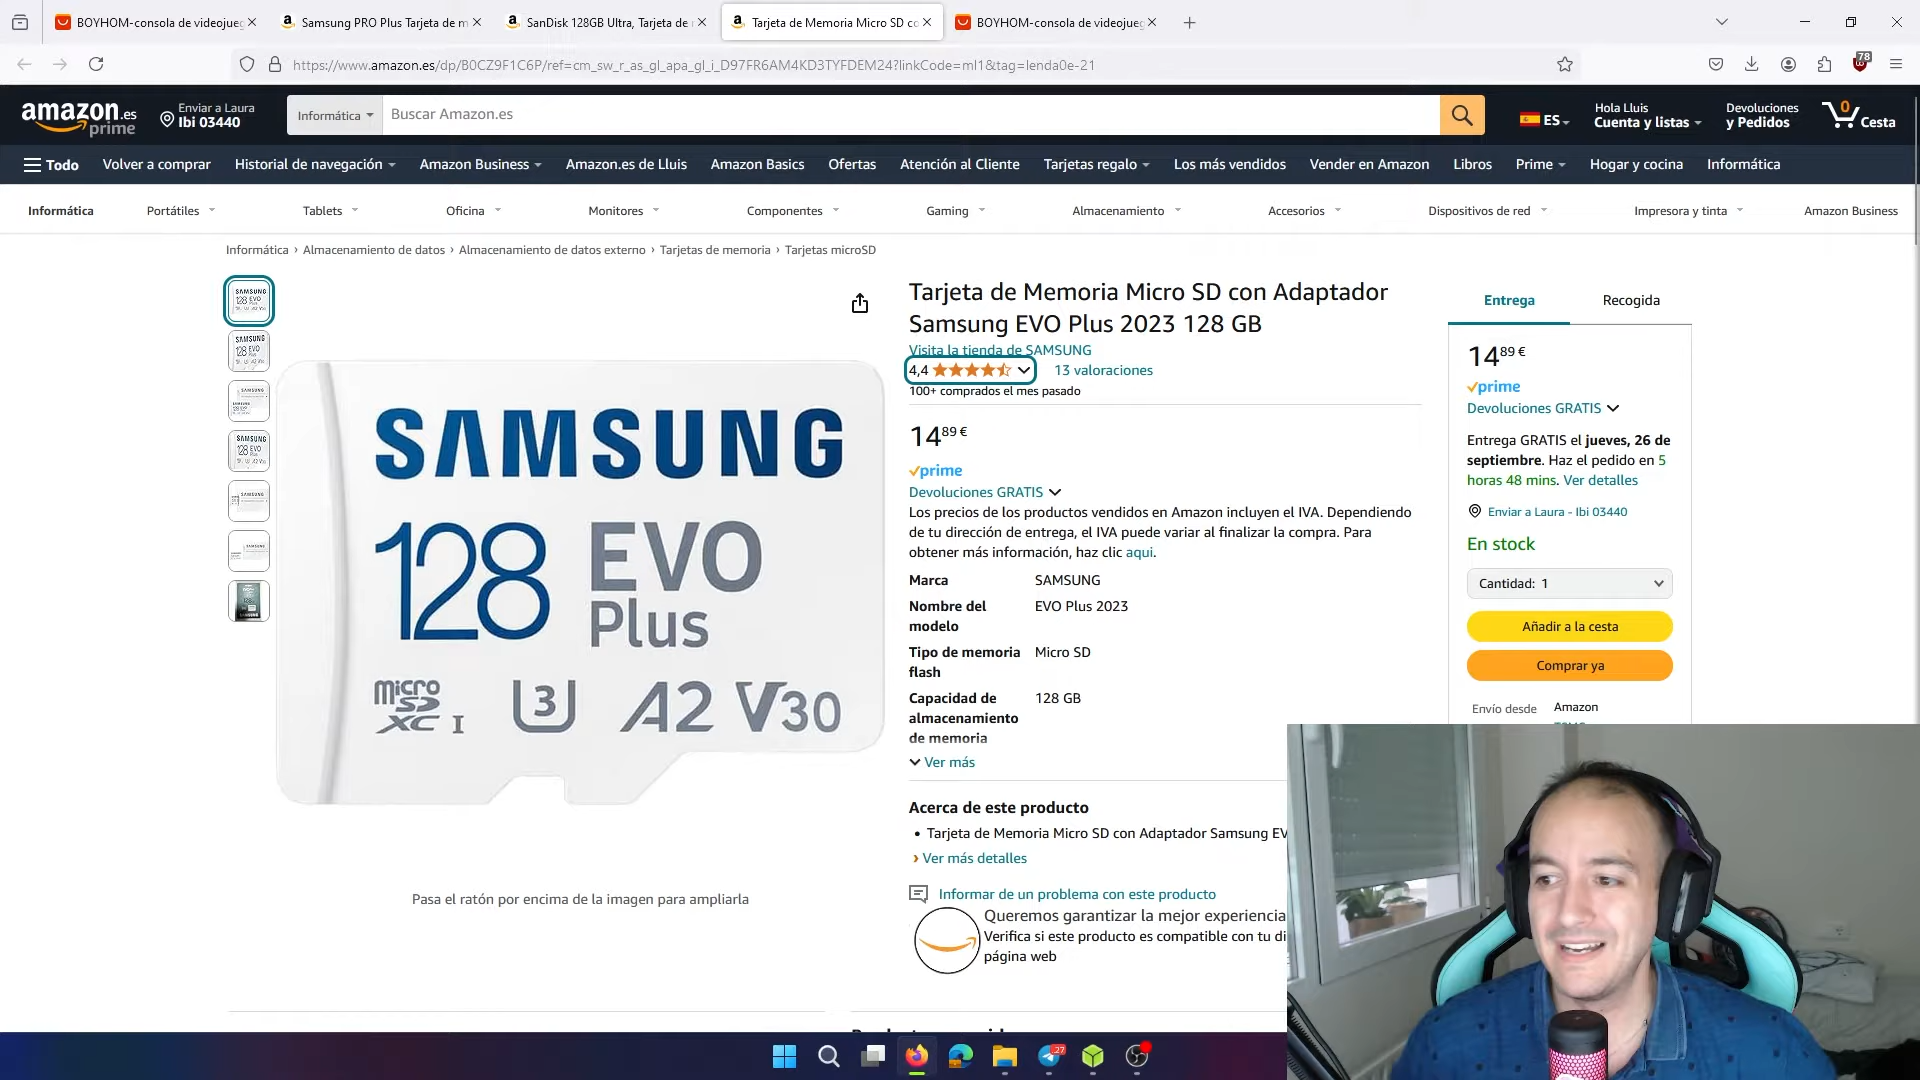 BOYHOM-consola de videojueg
Samsung PRO Plus Tarjeta de m
SanDisk 128GB Ultra, Tarjeta de
Tarjeta de Memoria Micro SD co
BOYHOM-consola de videojueg
https://www.amazon.es/dp/B0CZ9F1C6P/ref=cm_sw_r_as_gl_apa_gl_i_D97FR6AM4KD3TYFDEM24?linkCode=ml1&tag=lenda0e-21
78
amazon.es
prime
Enviar a Laura
Ibi 03440
Informática
Buscar Amazon.es
ES
Hola Lluis
Cuenta y listas
Devoluciones
y Pedidos
0
Cesta
Todo
Volver a comprar
Historial de navegación
Amazon Business
Amazon.es de Lluis
Amazon Basics
Ofertas
Atención al Cliente
Tarjetas regalo
Los más vendidos
Vender en Amazon
Libros
Prime
Hogar y cocina
Informática
Informática
Portátiles
Tablets
Oficina
Monitores
Componentes
Gaming
Almacenamiento
Accesorios
Dispositivos de red
Impresora y tinta
Amazon Business
Informática › Almacenamiento de datos › Almacenamiento de datos externo › Tarjetas de memoria › Tarjetas microSD
SAMSUNG
128 EVO
Plus
micro SD XC I U3 A2 V30
Pasa el ratón por encima de la imagen para ampliarla
Tarjeta de Memoria Micro SD con Adaptador
Samsung EVO Plus 2023 128 GB
Visita la tienda de SAMSUNG
4,4
13 valoraciones
100+ comprados el mes pasado
14 89 €
prime
Devoluciones GRATIS
Los precios de los productos vendidos en Amazon incluyen el IVA. Dependiendo
de tu dirección de entrega, el IVA puede variar al finalizar la compra. Para
obtener más información, haz clic aqui.
Marca SAMSUNG
Nombre del EVO Plus 2023
modelo
Tipo de memoria Micro SD
flash
Capacidad de 128 GB
almacenamiento
de memoria
Ver más
Acerca de este producto
• Tarjeta de Memoria Micro SD con Adaptador Samsung EV
› Ver más detalles
Informar de un problema con este producto
Queremos garantizar la mejor experiencia
Verifica si este producto es compatible con tu di
página web
Entrega
Recogida
14 89 €
prime
Devoluciones GRATIS
Entrega GRATIS el jueves, 26 de
septiembre. Haz el pedido en 5
horas 48 mins. Ver detalles
Enviar a Laura - Ibi 03440
En stock
Cantidad: 1
Añadir a la cesta
Comprar ya
Envío desde Amazon
27